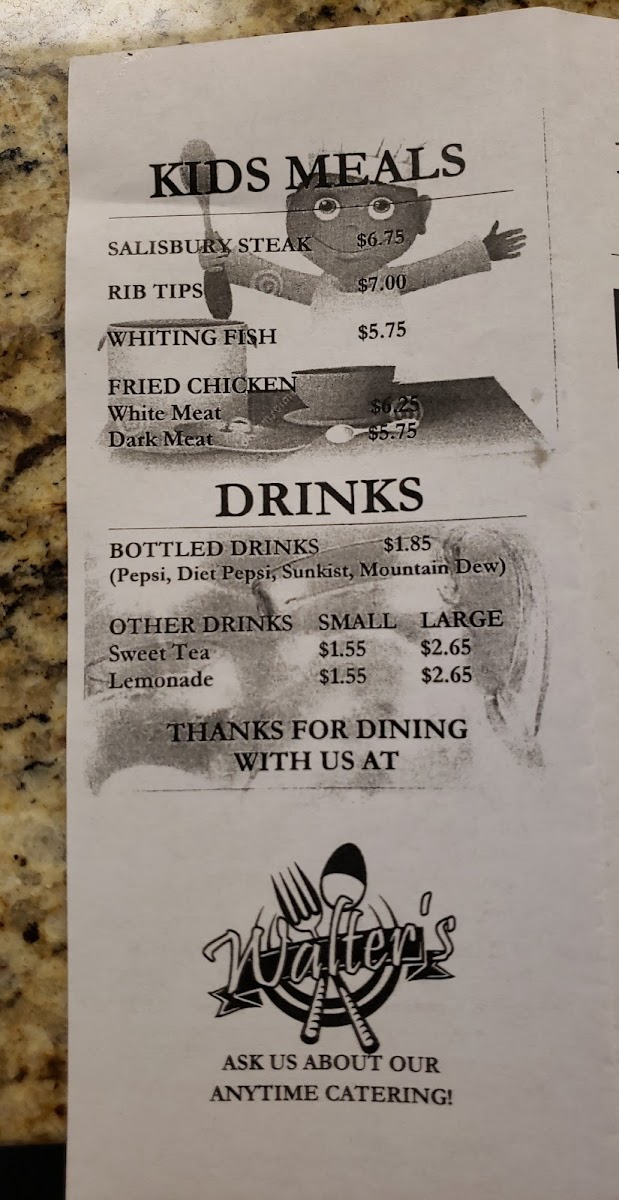 KIDS MEALS
SALISBURY STEAK $6.75
RIB TIPS $7.00
WHITING FISH $5.75
FRIED CHICKEN
White Meat $6.25
Dark Meat $5.75
DRINKS
BOTTLED DRINKS $1.85
(Pepsi, Diet Pepsi, Sunkist, Mountain Dew)
OTHER DRINKS SMALL LARGE
Sweet Tea $1.55 $2.65
Lemonade $1.55 $2.65
THANKS FOR DINING
WITH US AT
Walter's
ASK US ABOUT OUR
ANYTIME CATERING!